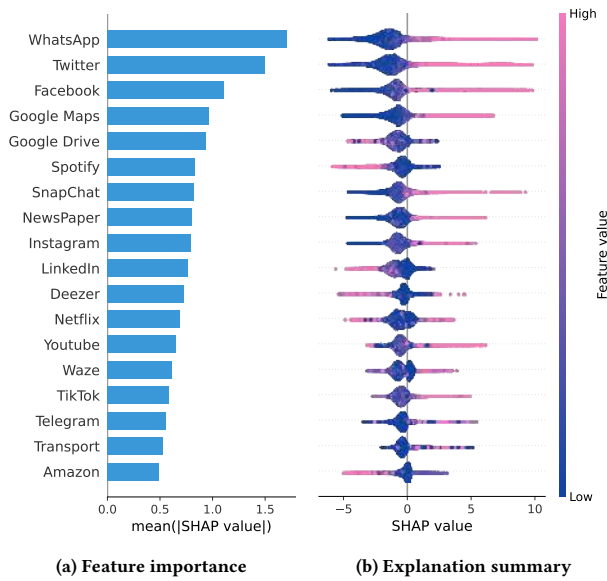 WhatsApp
Twitter
Facebook
Google Maps
Google Drive
Spotify
SnapChat
NewsPaper
Instagram
LinkedIn
Deezer
Netflix
Youtube
Waze
TikTok
Telegram
Transport
Amazon
0.0 0.5 1.0 1.5
mean(|SHAP value|)
(a) Feature importance
−5 0 5 10
SHAP value
(b) Explanation summary
High
Low
Feature value